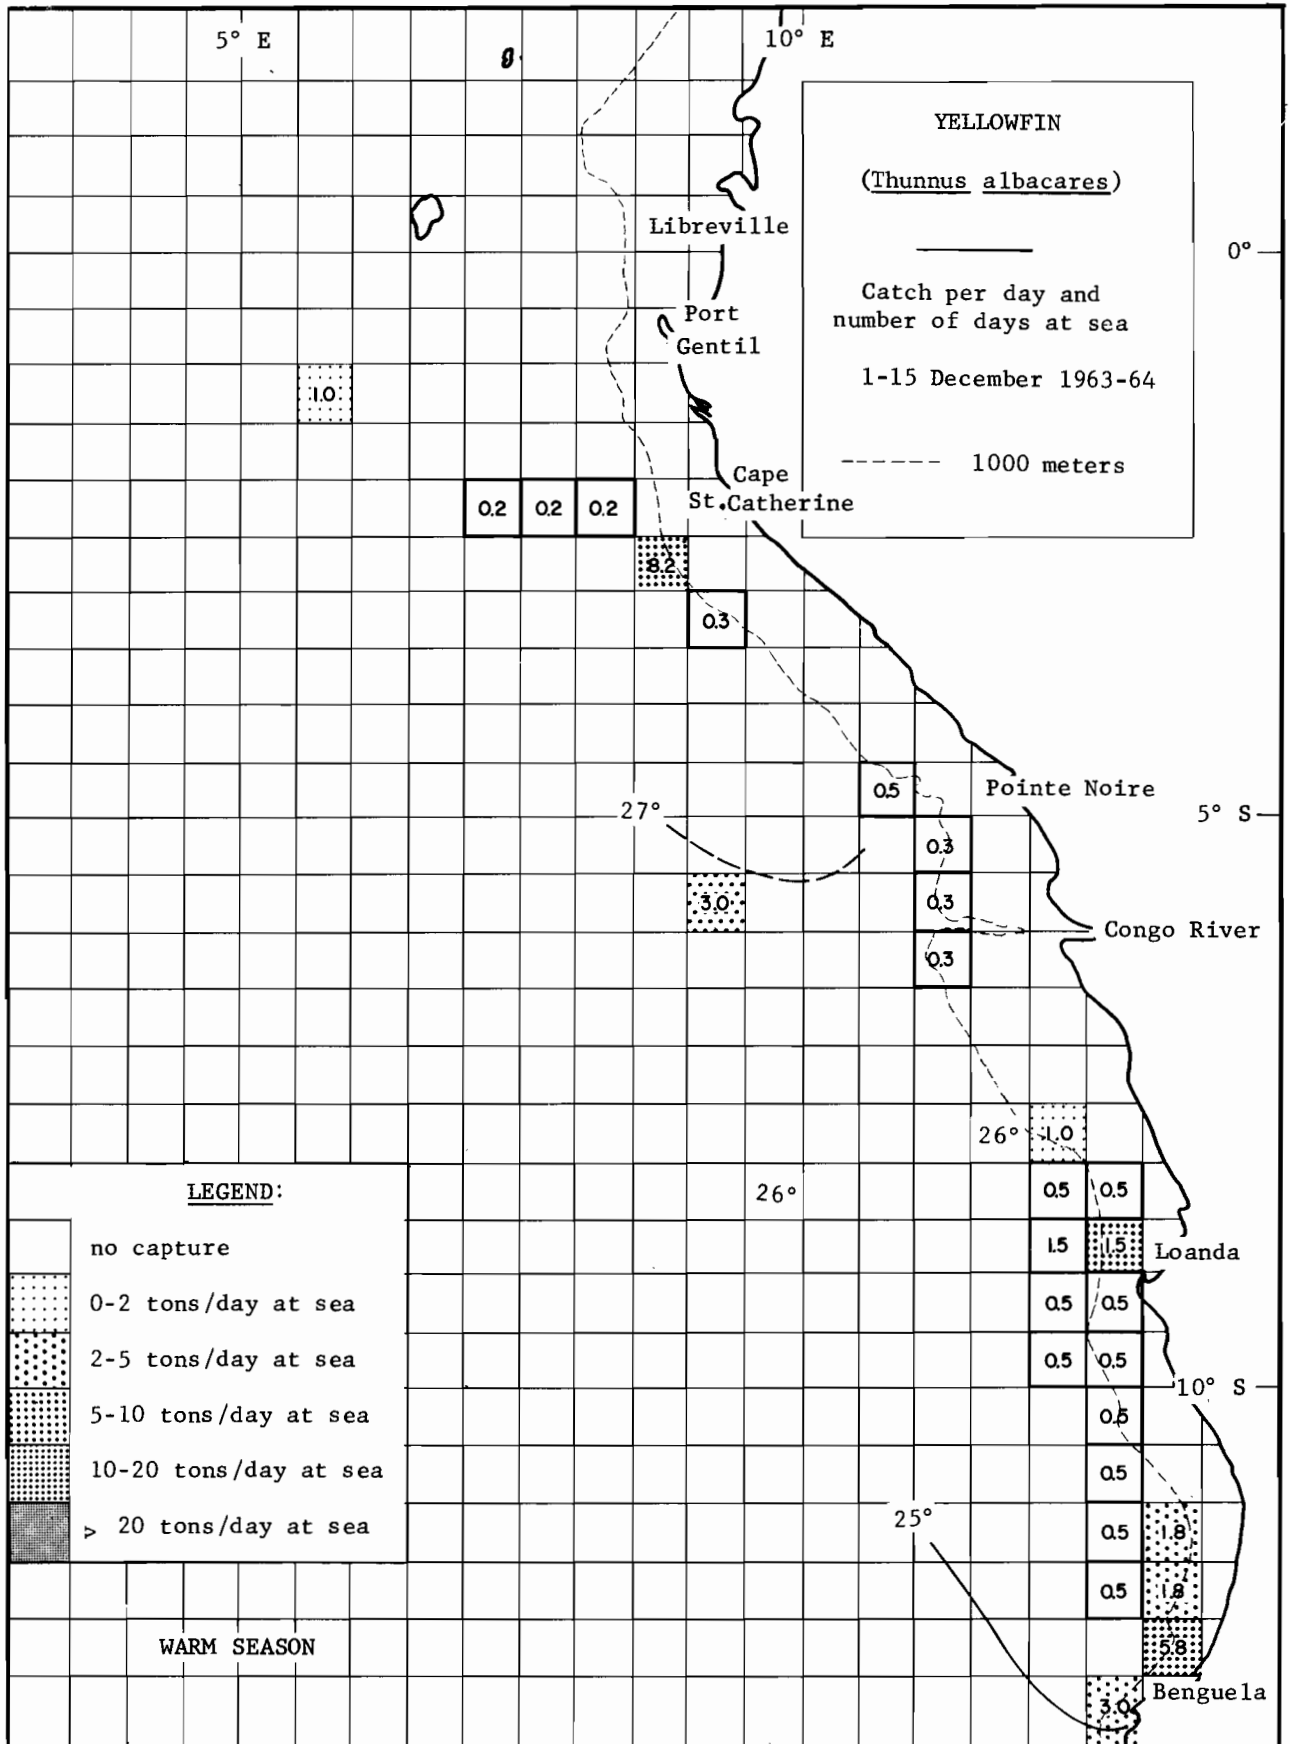 5° E
10° E
YELLOWFIN
(Thunnus albacares)
Catch per day and
number of days at sea
1-15 December 1963-64
1000 meters
Libreville
0°
Port
Gentil
1.0
Cape
St.Catherine
0.2 0.2 0.2
8.2
0.3
0.5
Pointe Noire
27°
5° S
0.3
3.0
0.3
Congo River
0.3
26°
1.0
26°
0.5 0.5
1.5 1.5
Loanda
0.5 0.5
0.5 0.5
10° S
0.5
0.5
25°
0.5 1.8
0.5 1.8
5.8
Benguela
3.0
LEGEND:
no capture
0-2 tons/day at sea
2-5 tons/day at sea
5-10 tons/day at sea
10-20 tons/day at sea
> 20 tons/day at sea
WARM SEASON